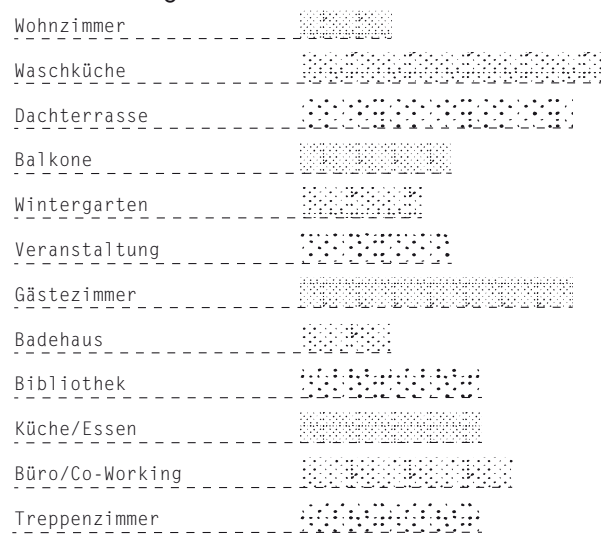 Wohnzimmer
Waschküche
Dachterrasse
Balkone
Wintergarten
Veranstaltung
Gästezimmer
Badehaus
Bibliothek
Küche/Essen
Büro/Co-Working
Treppenzimmer